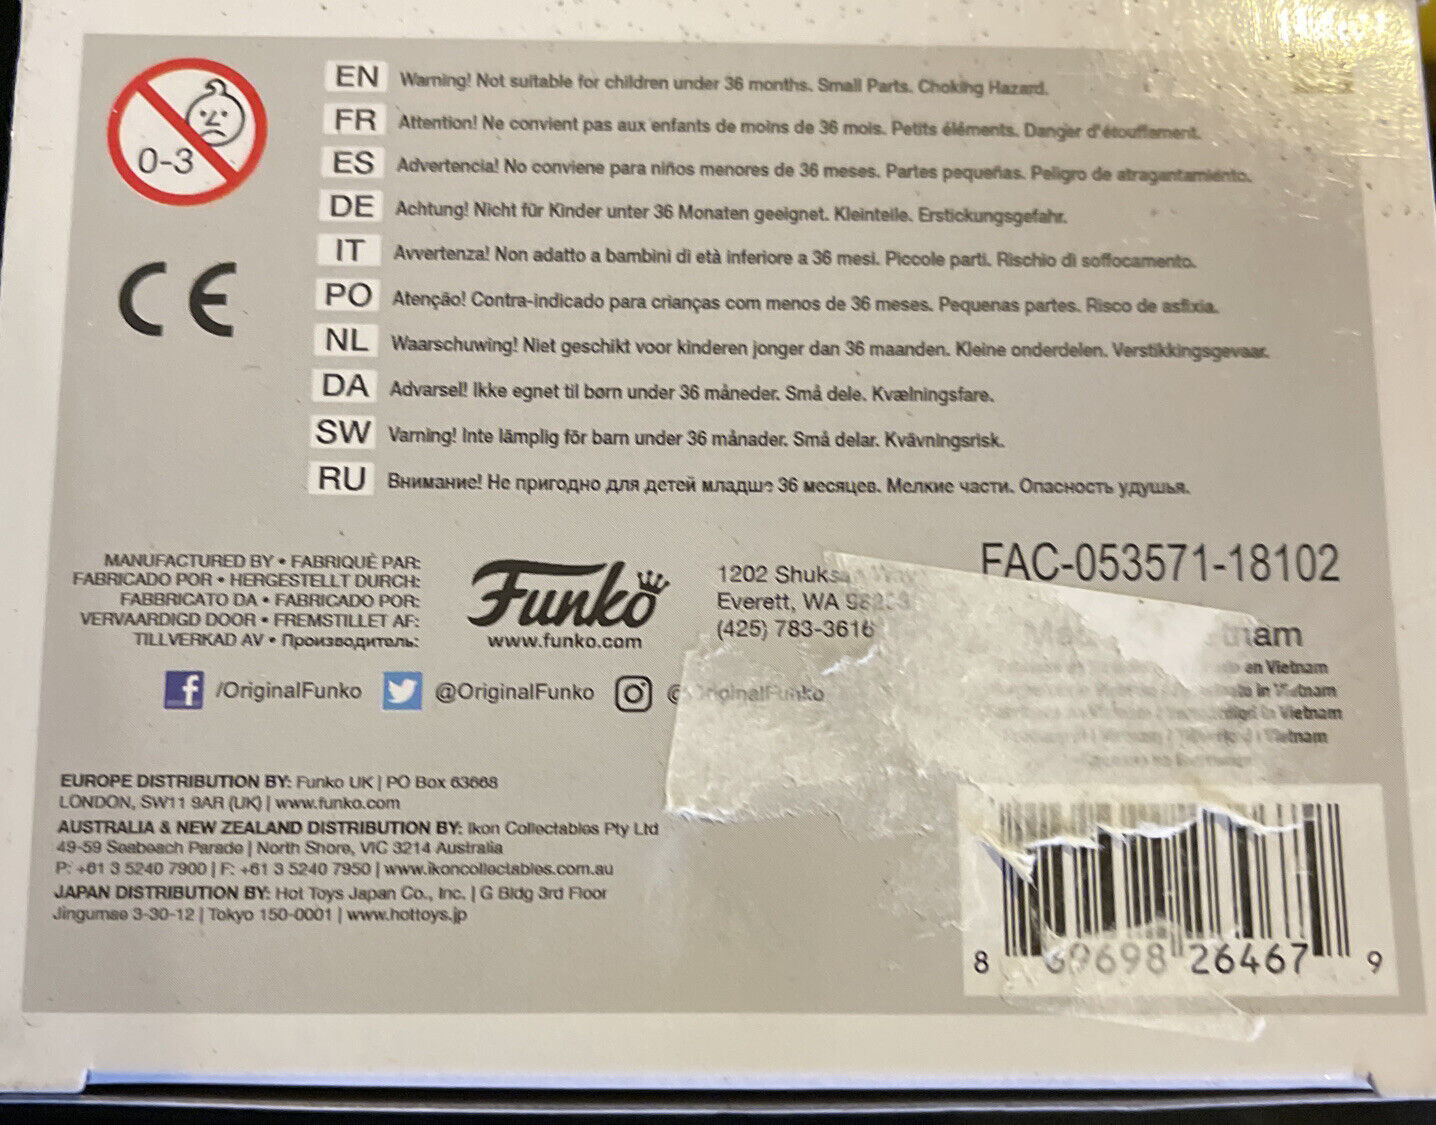 0-3
EN Warning! Not suitable for children under 36 months. Small Parts. Choking Hazard.
FR Attention! Ne convient pas aux enfants de moins de 36 mois. Petits éléments. Danger d'étouffement.
ES Advertencia! No conviene para niños menores de 36 meses. Partes pequeñas. Peligro de atragantamiento.
DE Achtung! Nicht für Kinder unter 36 Monaten geeignet. Kleinteile. Erstickungsgefahr.
IT Avvertenza! Non adatto a bambini di età inferiore a 36 mesi. Piccole parti. Rischio di soffocamento.
PO Atenção! Contra-indicado para crianças com menos de 36 meses. Pequenas partes. Risco de asfixia.
NL Waarschuwing! Niet geschikt voor kinderen jonger dan 36 maanden. Kleine onderdelen. Verstikkingsgevaar.
DA Advarsel! Ikke egnet til børn under 36 måneder. Små dele. Kvælningsfare.
SW Varning! Inte lämplig för barn under 36 månader. Små delar. Kvävningsrisk.
RU Внимание! Не пригодно для детей младше 36 месяцев. Мелкие части. Опасность удушья.
CE
MANUFACTURED BY • FABRIQUÈ PAR:
FABRICADO POR • HERGESTELLT DURCH:
FABBRICATO DA • FABRICADO POR:
VERVAARDIGD DOOR • FREMSTILLET AF:
TILLVERKAD AV • Производитель:
Funko
www.funko.com
1202 Shuksan Way
Everett, WA 98203
(425) 783-3616
FAC-053571-18102
Made in Vietnam
en Vietnam
in Vietnam
in Vietnam
Vietnam
/OriginalFunko
@OriginalFunko
@OriginalFunko
EUROPE DISTRIBUTION BY: Funko UK | PO Box 63668
LONDON, SW11 9AR (UK) | www.funko.com
AUSTRALIA & NEW ZEALAND DISTRIBUTION BY: Ikon Collectables Pty Ltd
49-59 Seabeach Parade | North Shore, VIC 3214 Australia
P: +61 3 5240 7900 | F: +61 3 5240 7950 | www.ikoncollectables.com.au
JAPAN DISTRIBUTION BY: Hot Toys Japan Co., Inc. | G Bldg 3rd Floor
Jingumae 3-30-12 | Tokyo 150-0001 | www.hottoys.jp
8 69698 26467 9